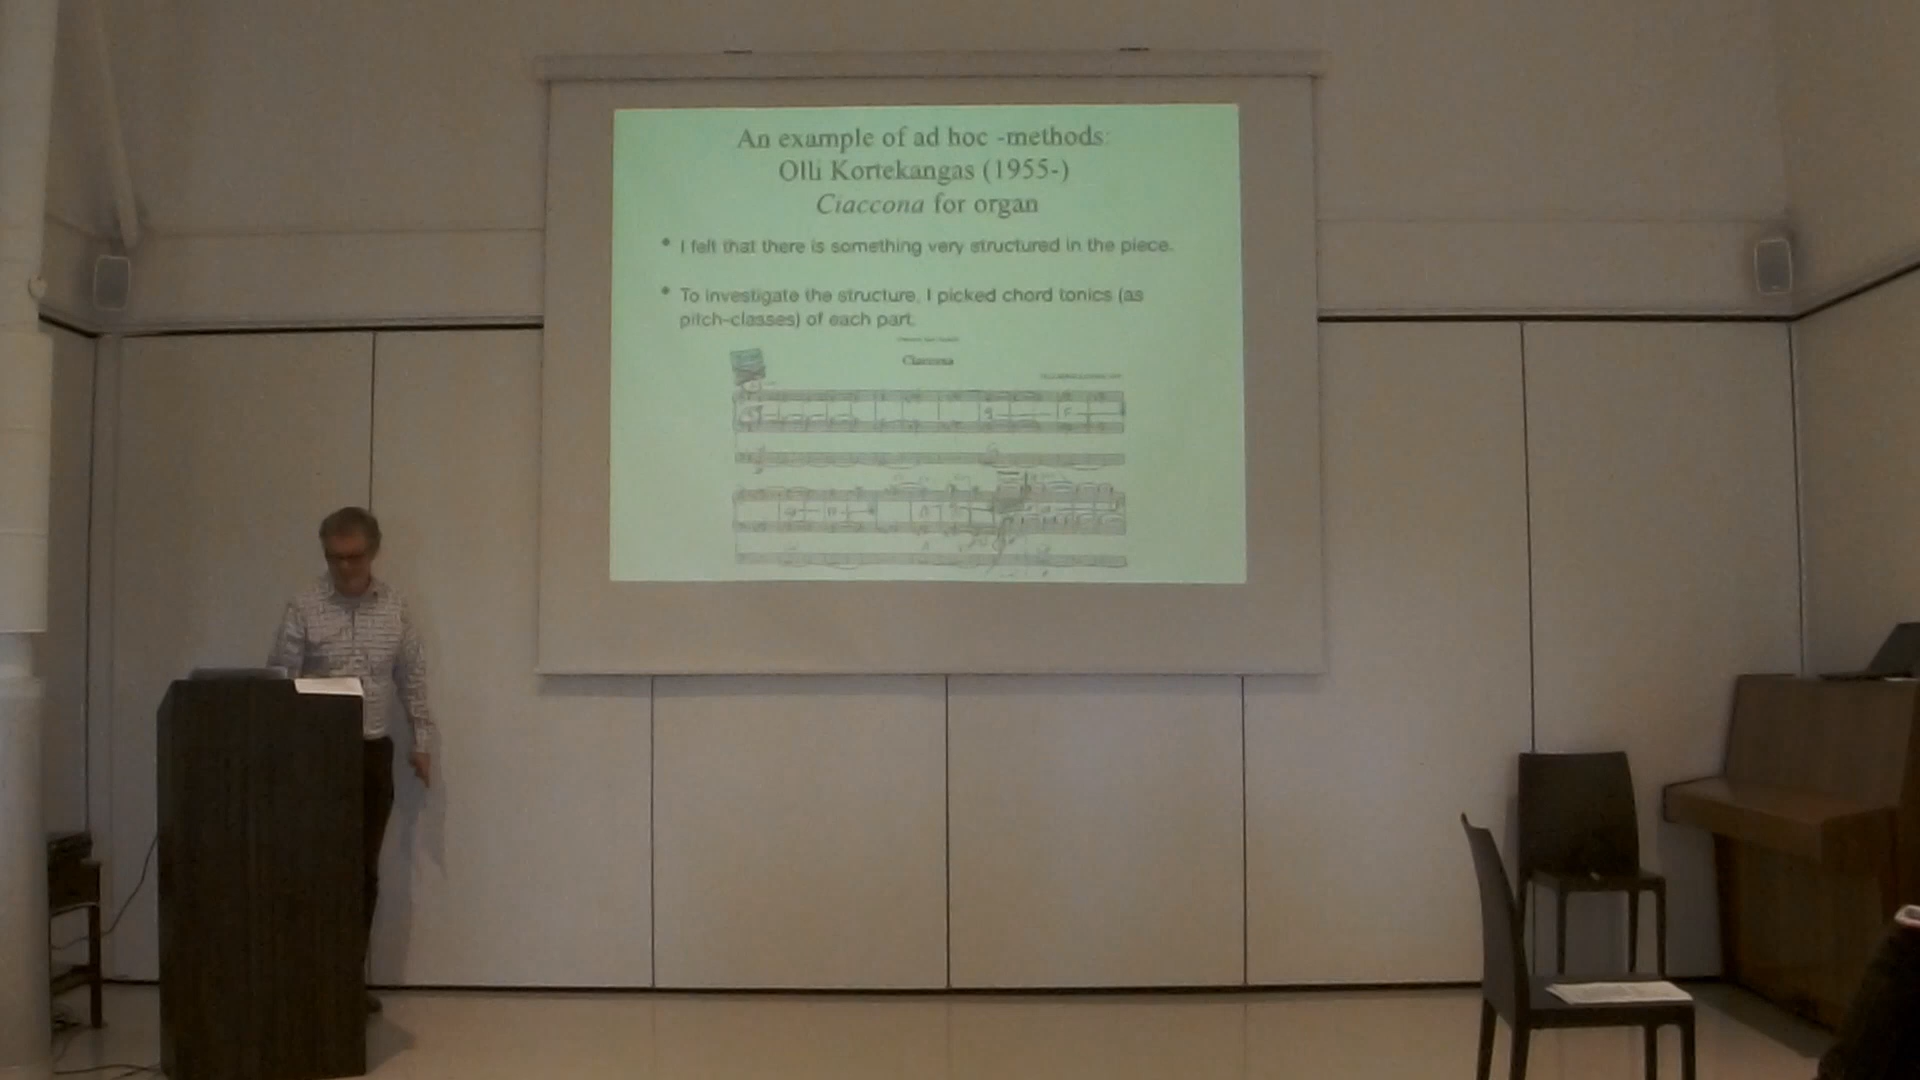 An example of ad hoc -methods:
Olli Kortekangas (1955-)
Ciaccona for organ
• I felt that there is something very structured in the piece.
• To investigate the structure, I picked chord tonics (as
pitch-classes) of each part.
Ciaccona